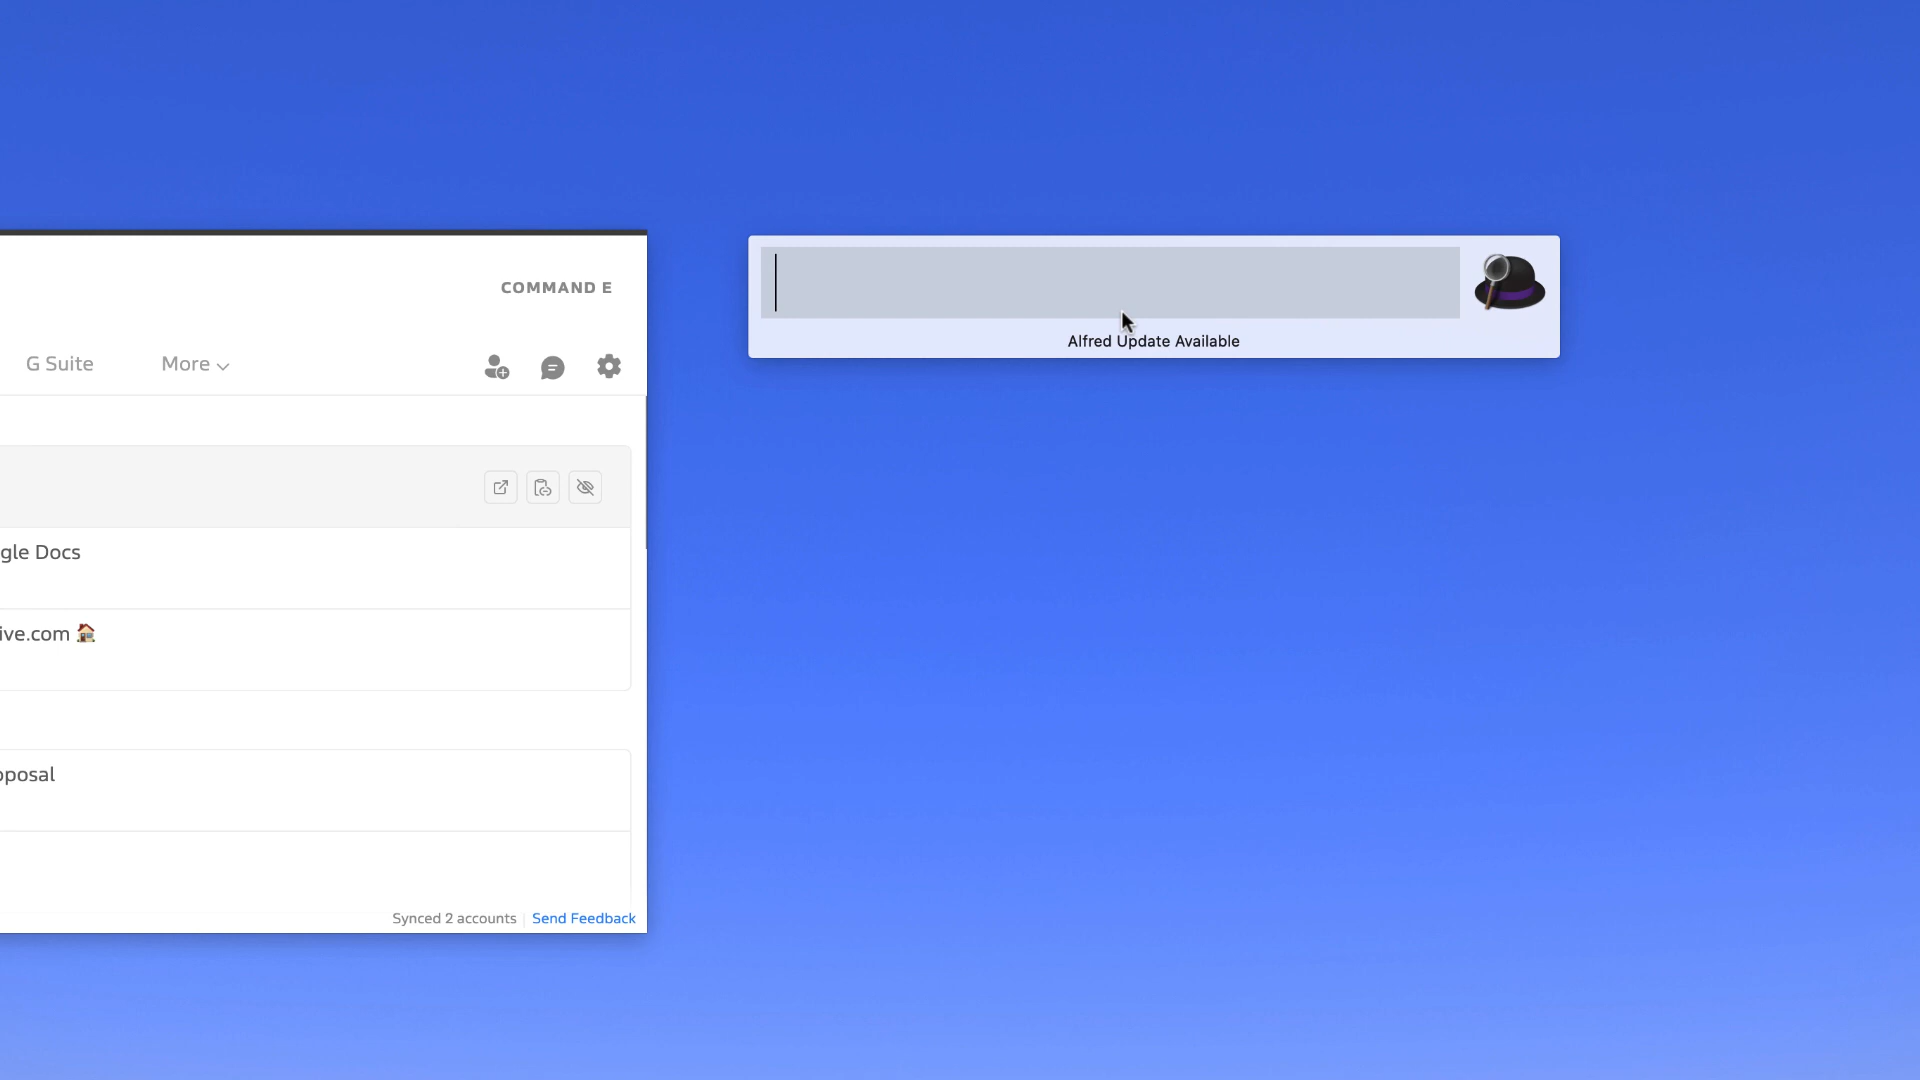 COMMAND E
G Suite
More
gle Docs
ive.com
posal
Synced 2 accounts
Send Feedback
Alfred Update Available